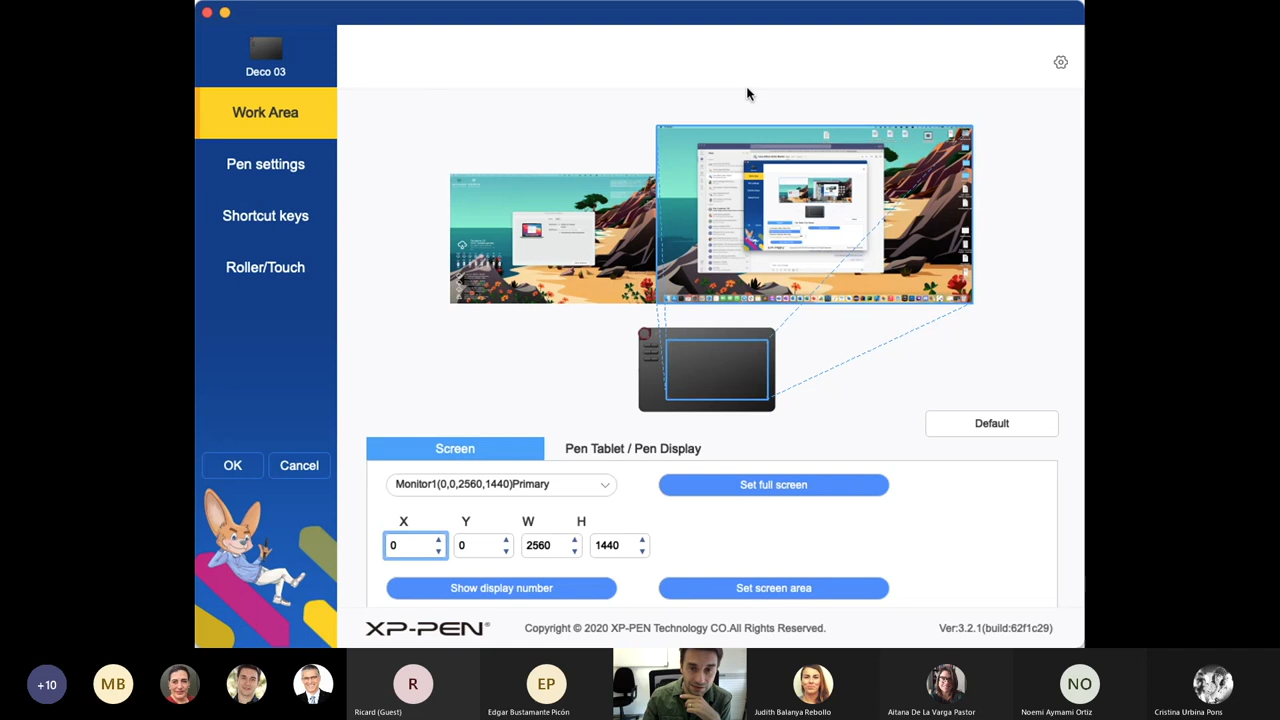 Deco 03
Work Area
Pen settings
Shortcut keys
Roller/Touch
OK
Cancel
Default
Screen
Pen Tablet / Pen Display
Monitor1(0,0,2560,1440)Primary
Set full screen
X
Y
W
H
0
0
2560
1440
Show display number
Set screen area
XP-PEN®
Copyright © 2020 XP-PEN Technology CO.All Rights Reserved.
Ver:3.2.1(build:62f1c29)
+10
MB
R
EP
NO
Ricard (Guest)
Edgar Bustamante Picón
Judith Balanya Rebollo
Aitana De La Varga Pastor
Noemi Aymami Ortiz
Cristina Urbina Pons